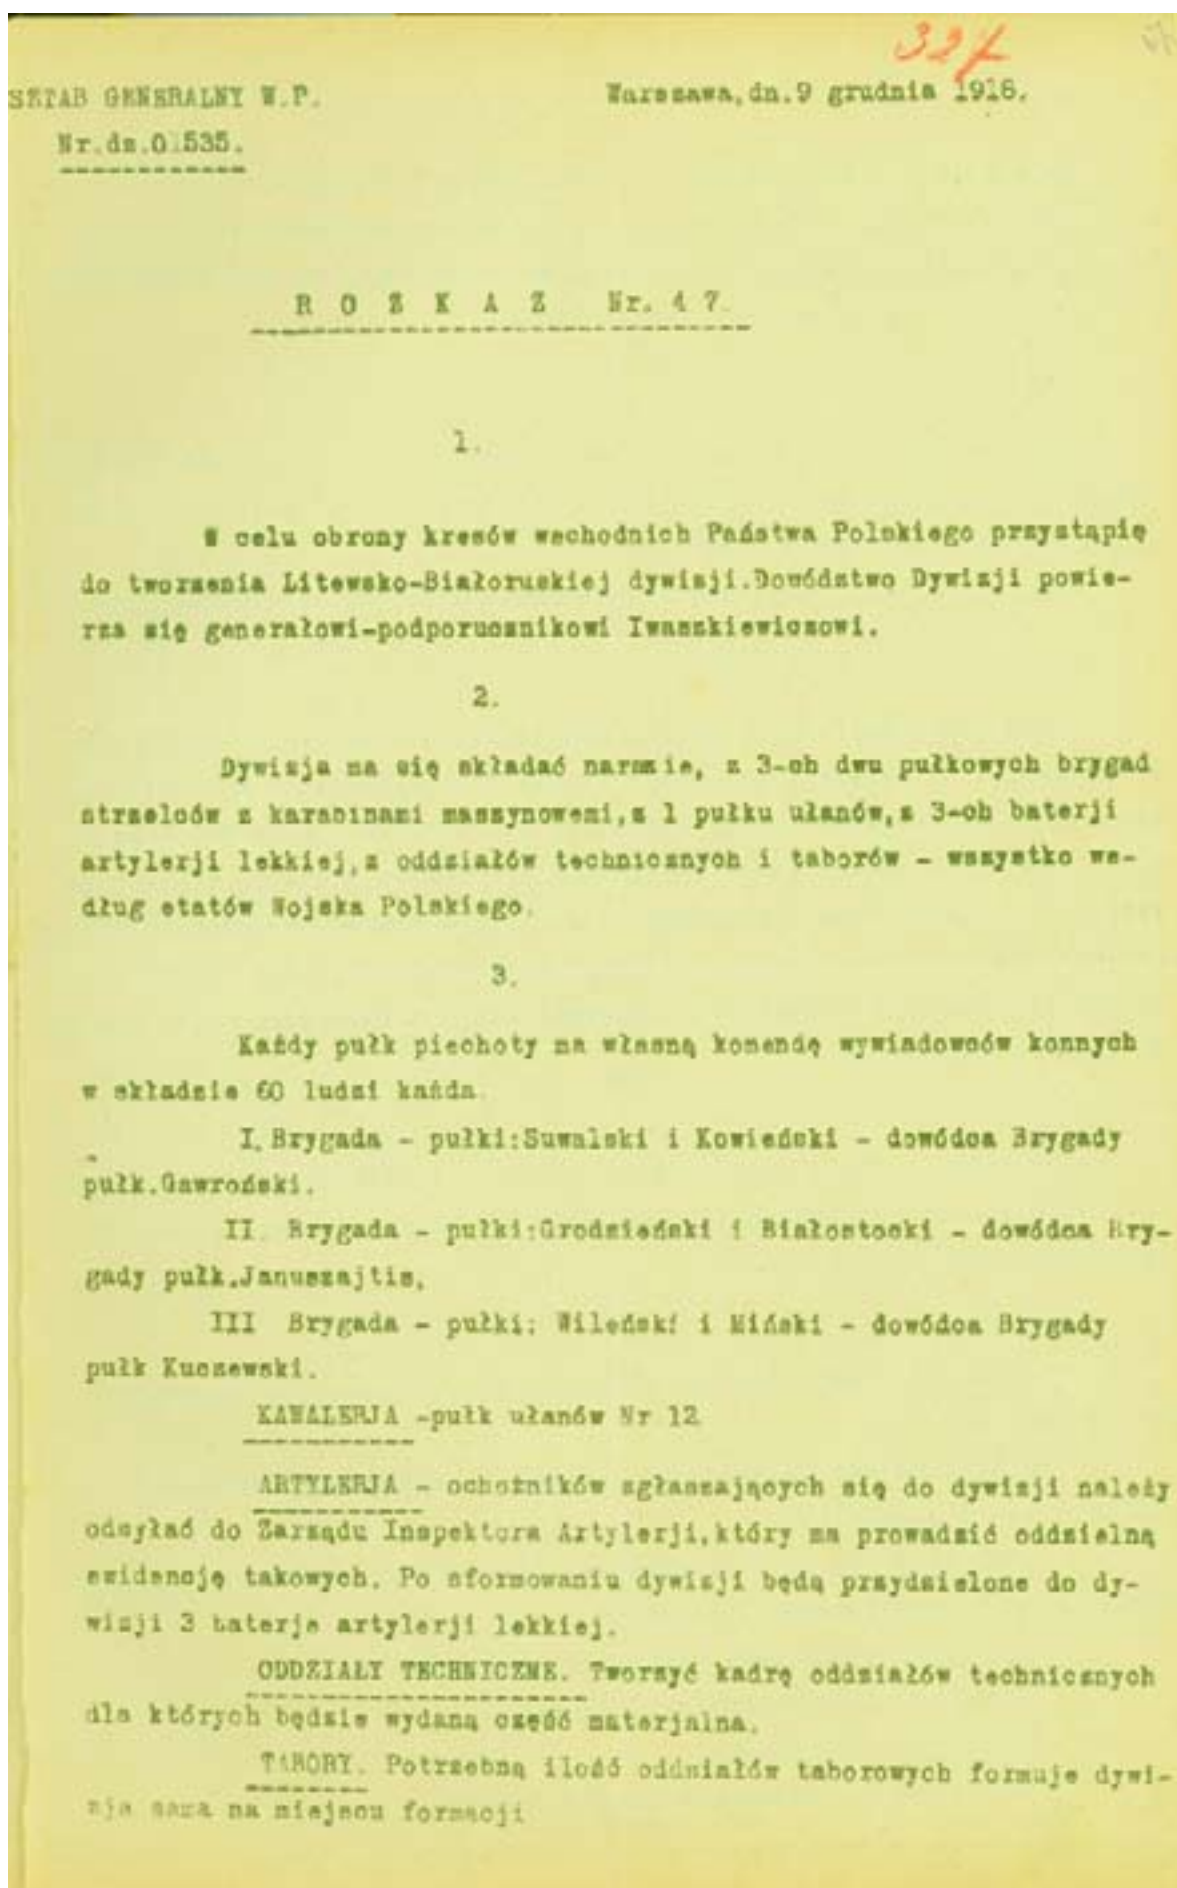 327
SZTAB GENERALNY W.P.
Warszawa,dn.9 grudnia 1918.
Nr.dz.01535.
R O Z K A Z Nr. 4 7.
1.
W celu obrony kresów wschodnich Państwa Polskiego przystąpię
do tworzenia Litewsko-Białoruskiej dywizji.Dowództwo Dywizji powie-
rza się generałowi-podporucznikowi Iwaszkiewiczowi.
2.
Dywizja ma się składać narazie, z 3-ch dwu pułkowych brygad
strzelców z karabinami maszynowemi,z 1 pułku ułanów,z 3-ch baterji
artylerji lekkiej,z oddziałów technicznych i taborów - wszystko we-
dług etatów Wojska Polskiego.
3.
Każdy pułk piechoty ma własną komendę wywiadowców konnych
w składzie 60 ludzi każda.
I. Brygada - pułki:Suwalski i Kowieński - dowódca Brygady
pułk.Gawroński.
II. Brygada - pułki:Grodzieński i Białostocki - dowódca Bry-
gady pułk.Januszajtis.
III Brygada - pułki: Wileński i Miński - dowódca Brygady
pułk Kuczewski.
KAWALERJA -pułk ułanów Nr 12
ARTYLERJA - ochotników zgłaszających się do dywizji należy
odsyłać do Zarządu Inspektora Artylerji,który ma prowadzić oddzielną
ewidencję takowych. Po sformowaniu dywizji będą przydzielone do dy-
wizji 3 baterje artylerji lekkiej.
ODDZIAŁY TECHNICZNE. Tworzyć kadrę oddziałów technicznych
dla których będzie wydaną część materjalna.
TABORY. Potrzebną ilość oddziałów taborowych formuje dywi-
zja sama na miejscu formacji